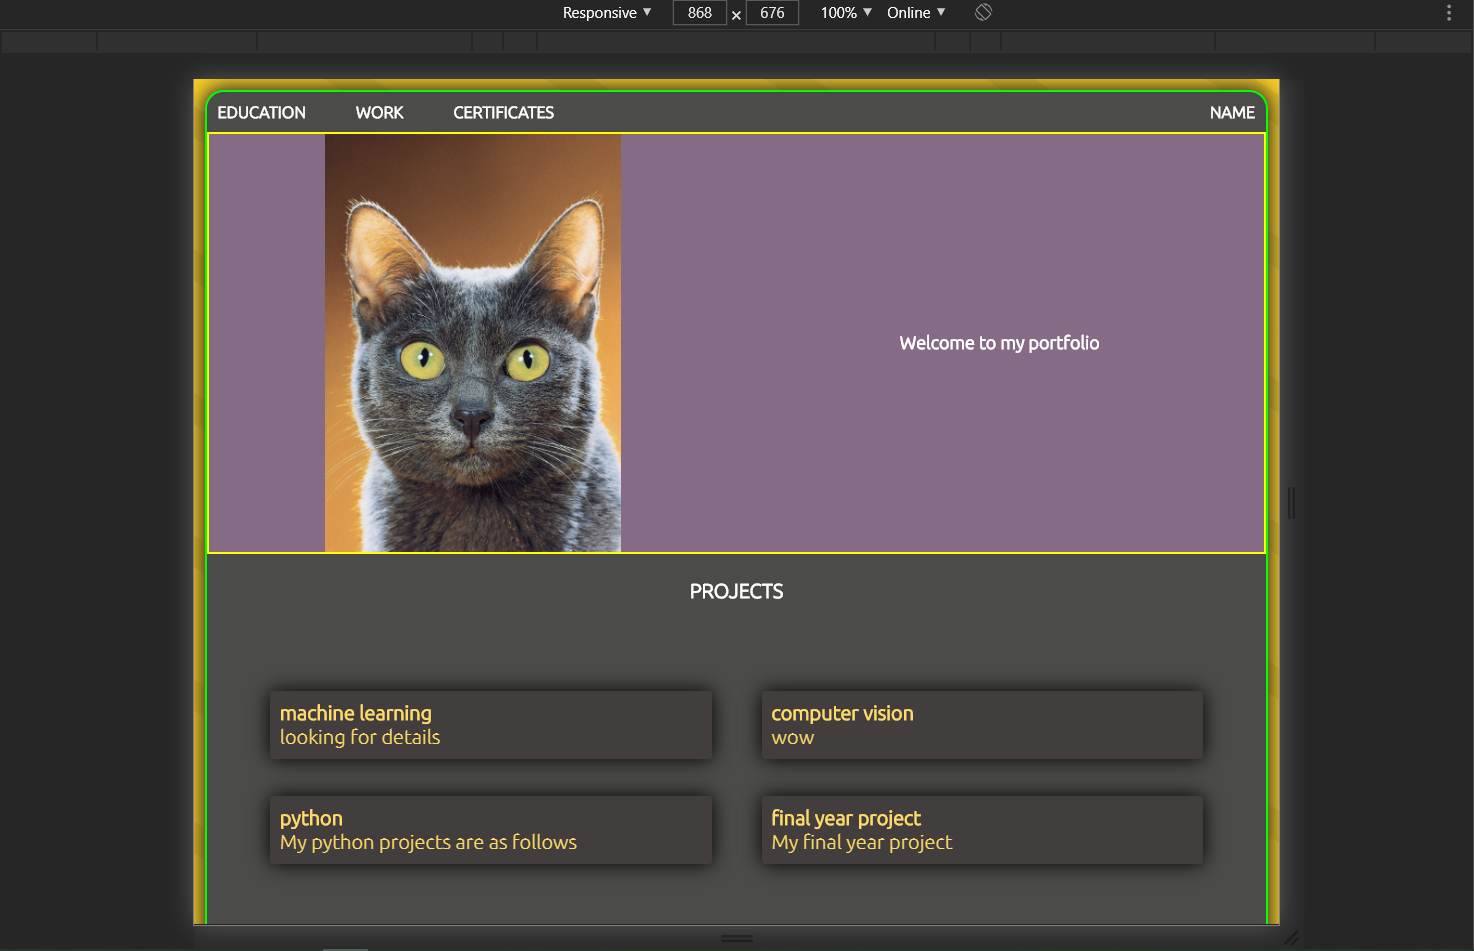 Responsive ▼ 868 × 676 100% ▼ Online ▼
EDUCATION WORK CERTIFICATES NAME
Welcome to my portfolio
PROJECTS
machine learning
looking for details
computer vision
wow
python
My python projects are as follows
final year project
My final year project